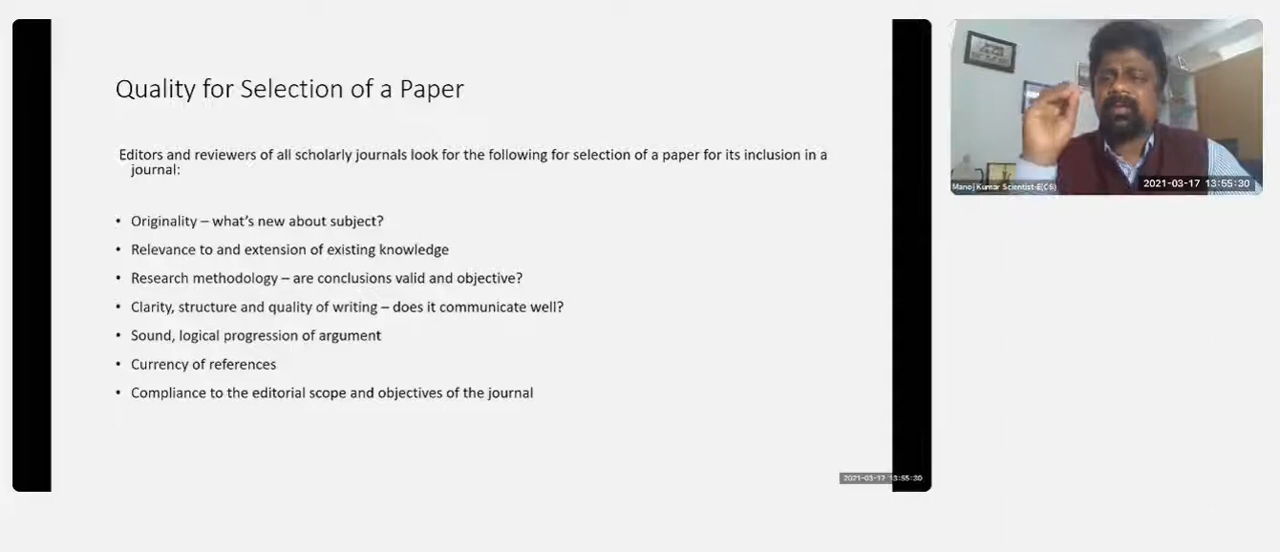 Quality for Selection of a Paper
Editors and reviewers of all scholarly journals look for the following for selection of a paper for its inclusion in a
journal:
• Originality – what's new about subject?
• Relevance to and extension of existing knowledge
• Research methodology – are conclusions valid and objective?
• Clarity, structure and quality of writing – does it communicate well?
• Sound, logical progression of argument
• Currency of references
• Compliance to the editorial scope and objectives of the journal
2021-03-17 13:55:30
Manoj Kumar Scientist-E(CS)
2021-03-17 13:55:30